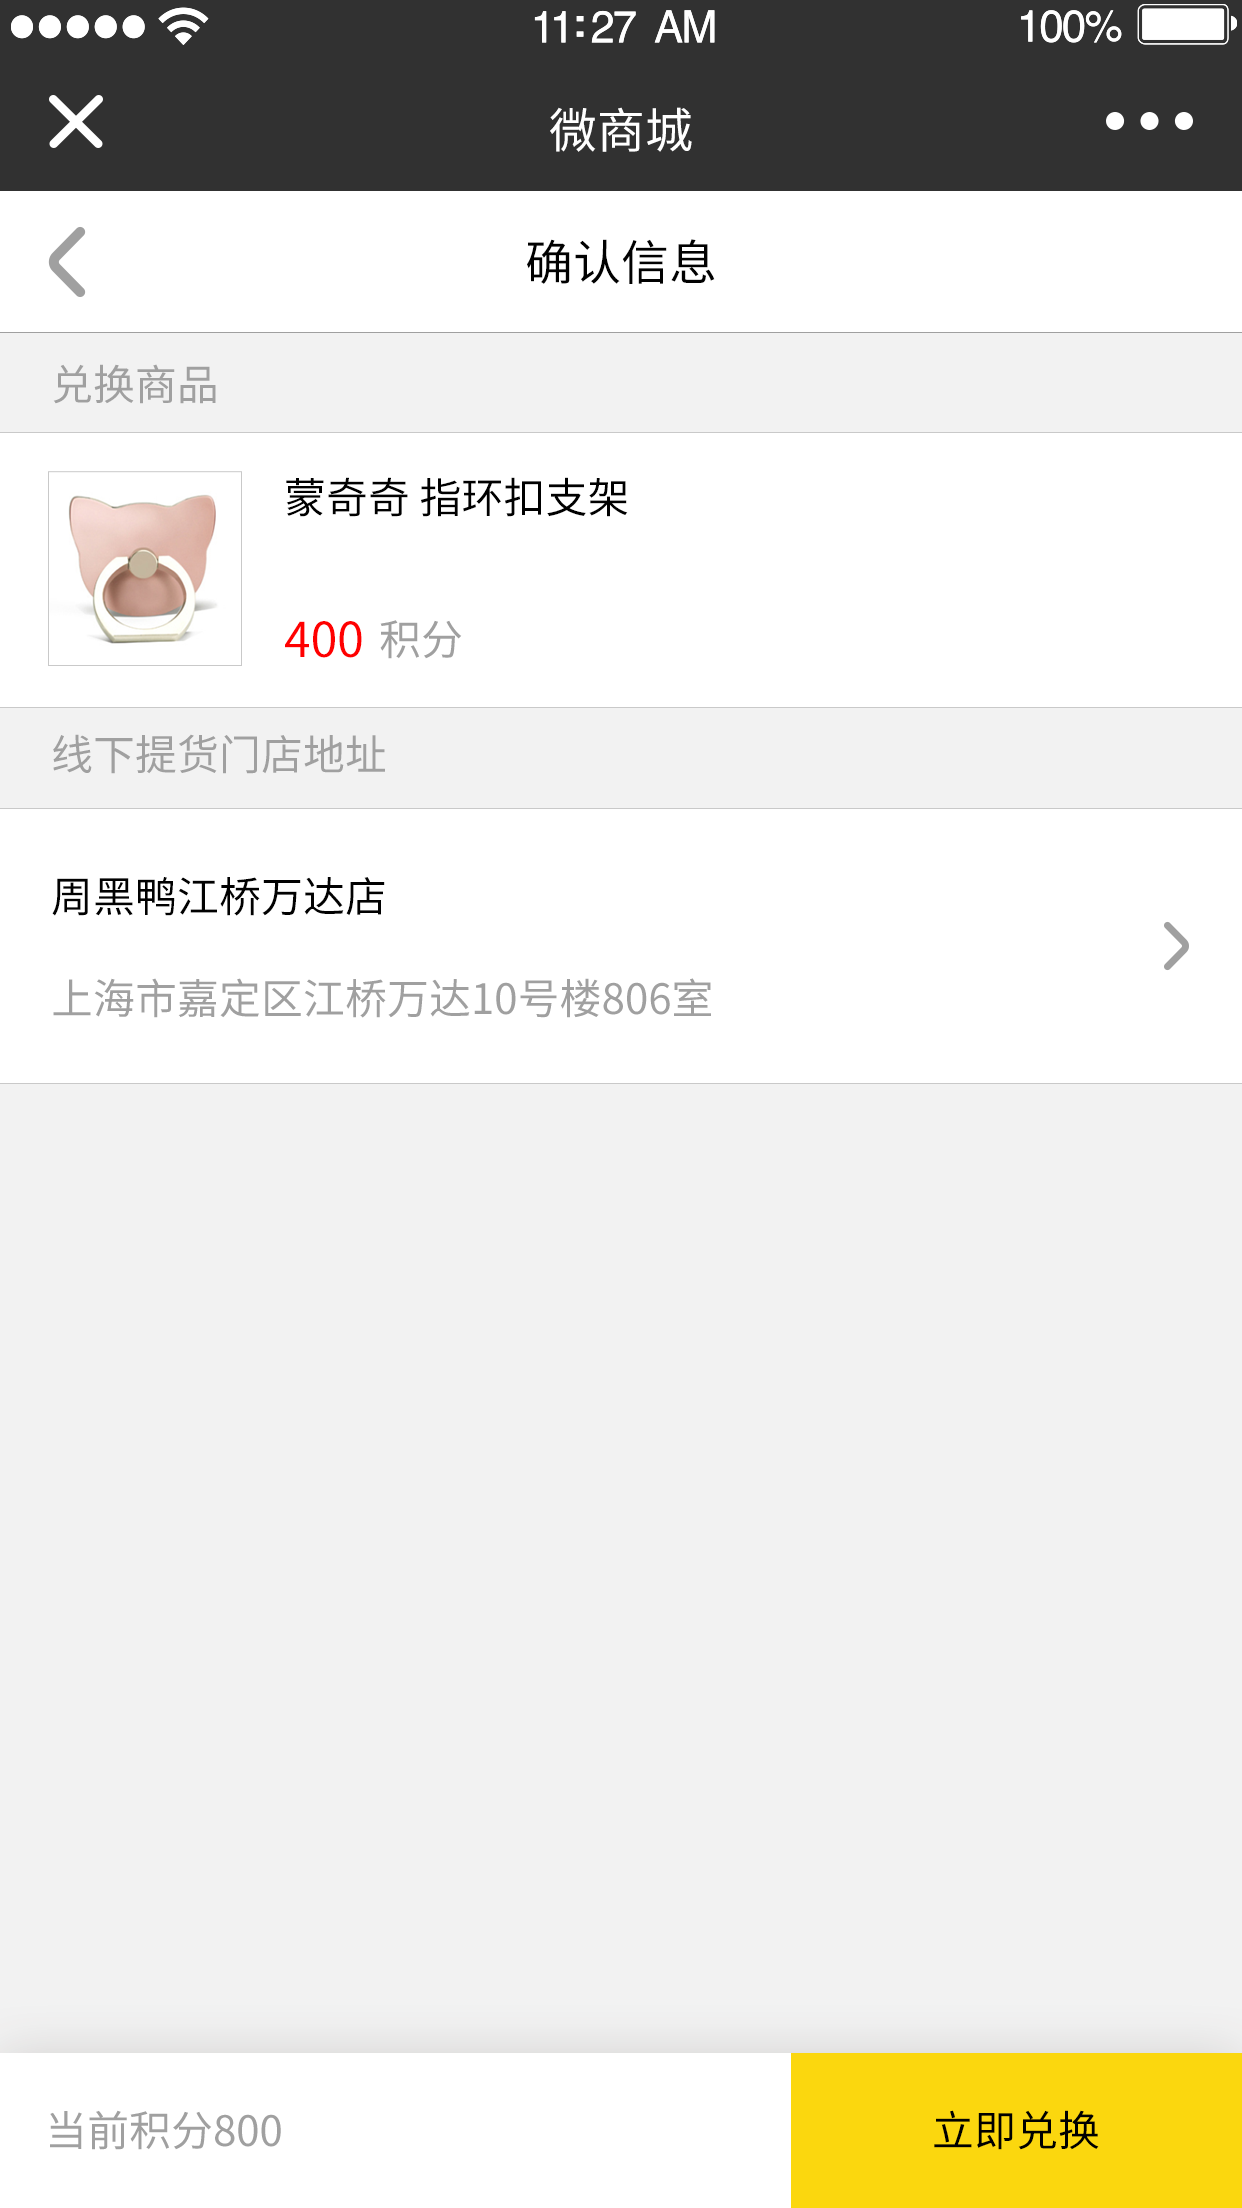 11:27 AM 100%
微商城
确认信息
兑换商品
蒙奇奇 指环扣支架
400 积分
线下提货门店地址
周黑鸭江桥万达店
上海市嘉定区江桥万达10号楼806室
当前积分800
立即兑换